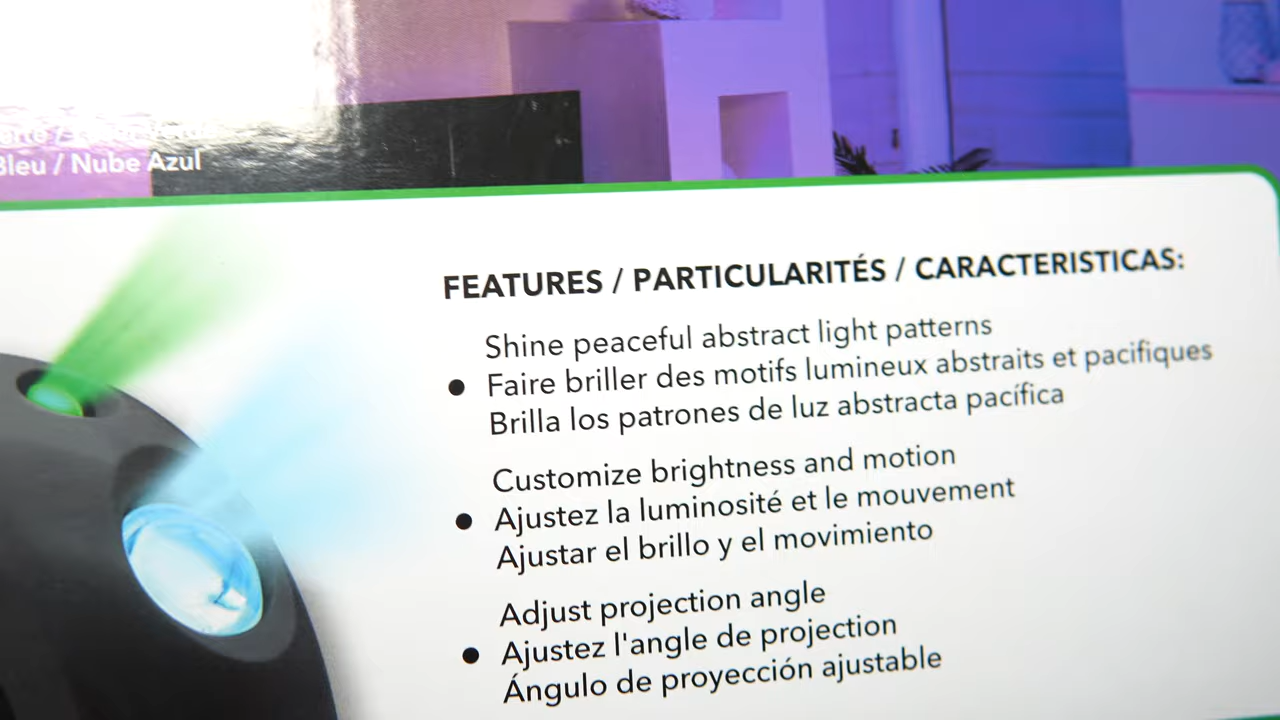 Bleu / Nube Azul
FEATURES / PARTICULARITÉS / CARACTERISTICAS:
Shine peaceful abstract light patterns
● Faire briller des motifs lumineux abstraits et pacifiques
Brilla los patrones de luz abstracta pacífica
Customize brightness and motion
● Ajustez la luminosité et le mouvement
Ajustar el brillo y el movimiento
Adjust projection angle
● Ajustez l'angle de projection
Ángulo de proyección ajustable